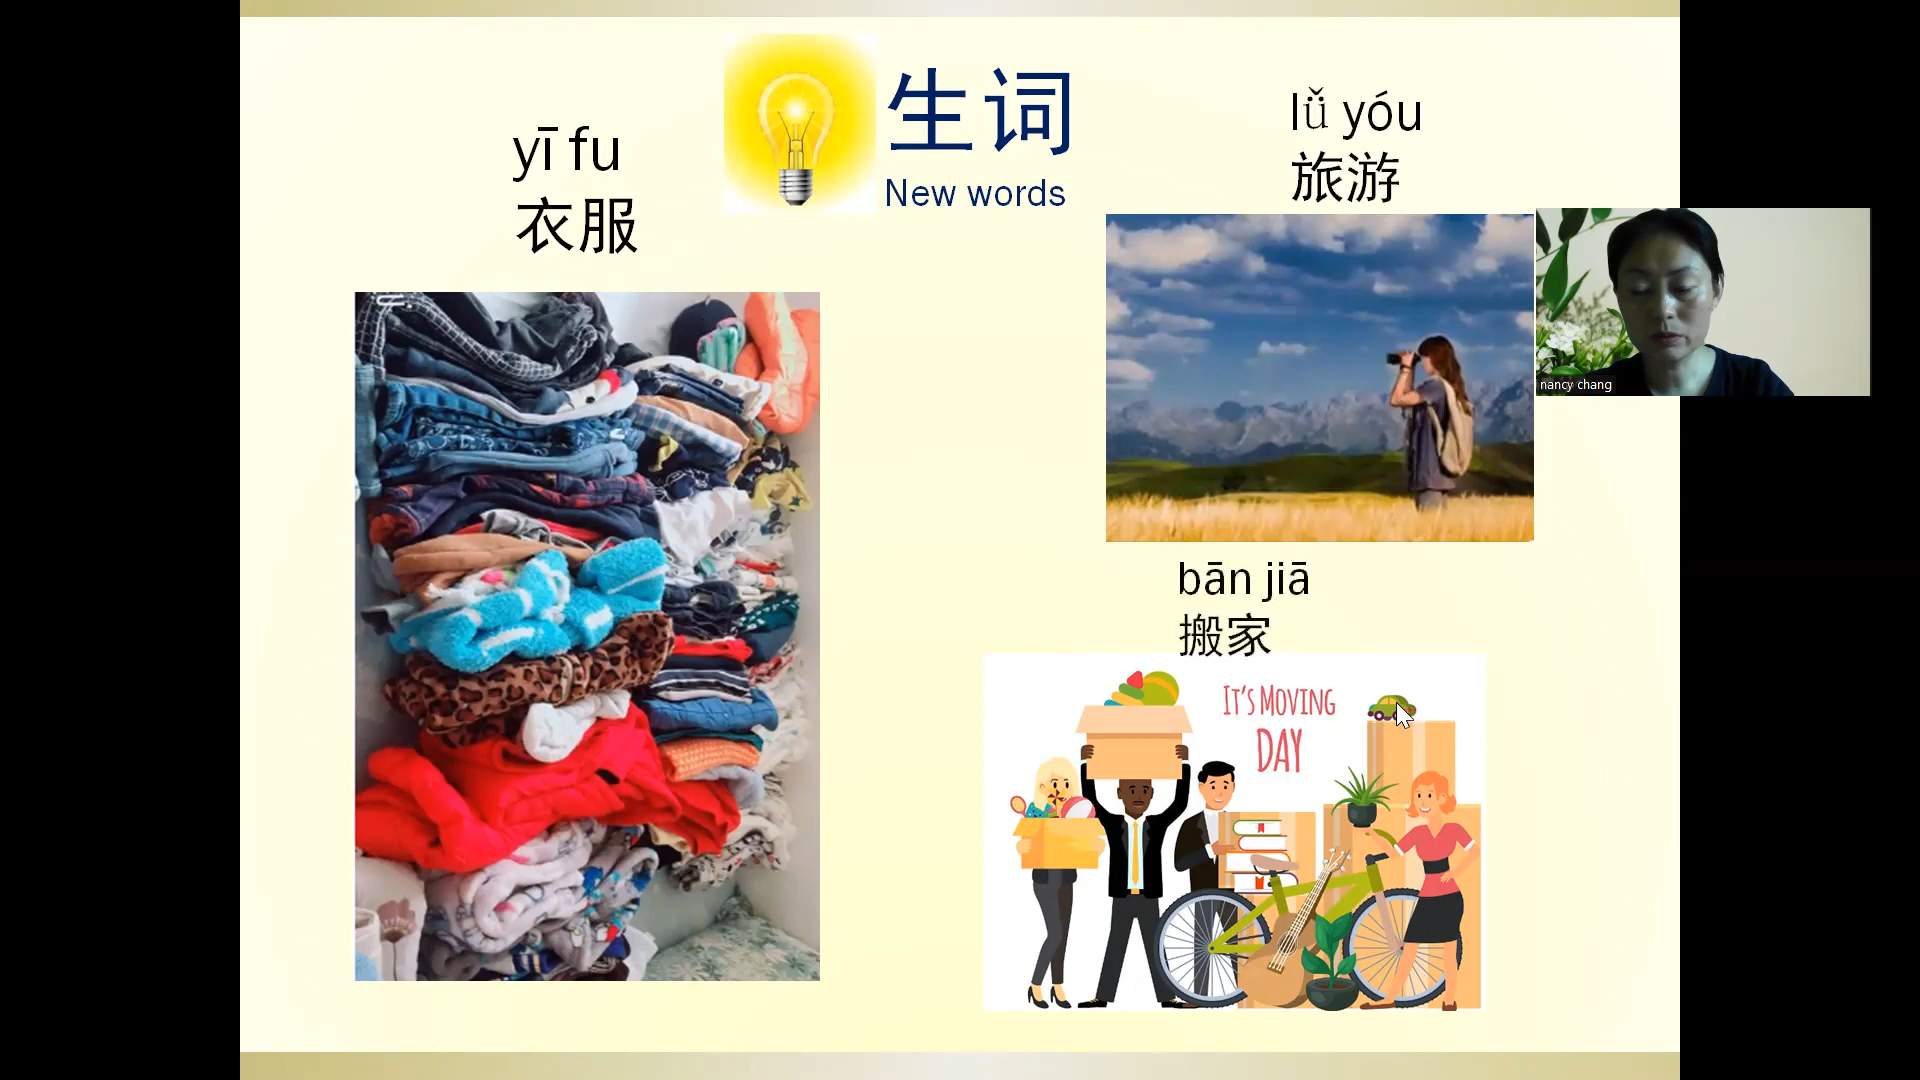 生词
New words
yī fu
衣服
lǚ yóu
旅游
nancy chang
bān jiā
搬家
IT'S MOVING
DAY